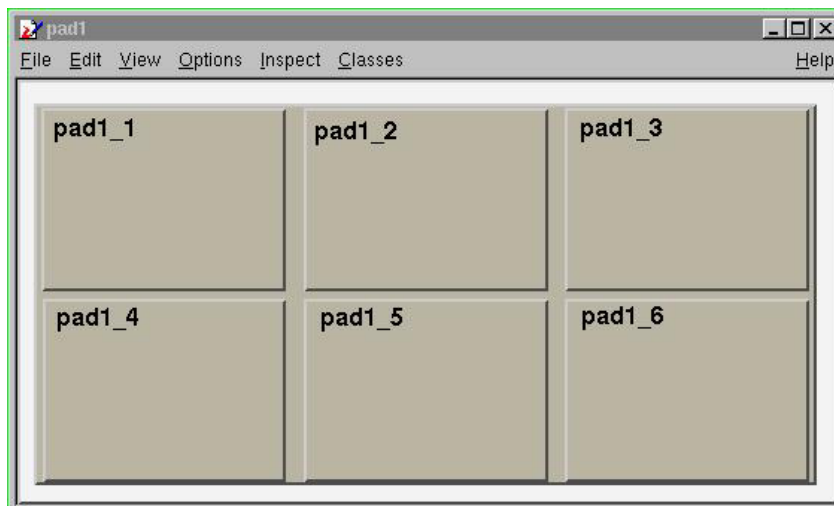 pad1
File Edit View Options Inspect Classes Help
pad1_1 pad1_2 pad1_3
pad1_4 pad1_5 pad1_6